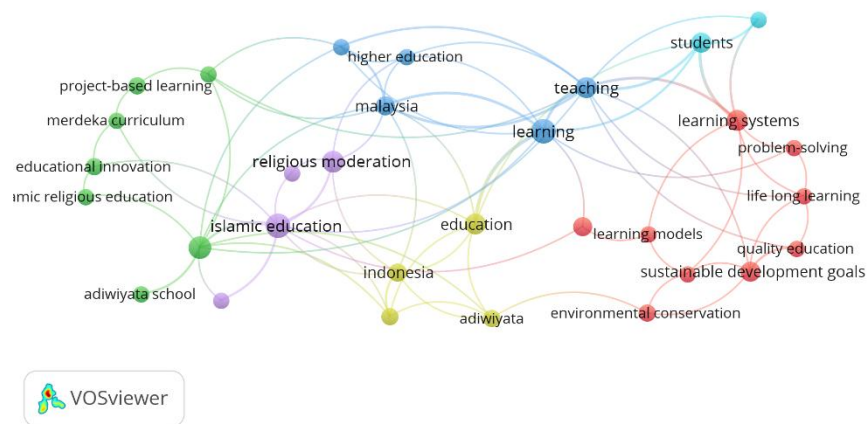 students
higher education
project-based learning
teaching
malaysia
merdeka curriculum
learning systems
learning
problem-solving
religious moderation
educational innovation
life long learning
amic religious education
islamic education
education
learning models
quality education
indonesia
sustainable development goals
adiwiyata school
environmental conservation
adiwiyata
VOSviewer